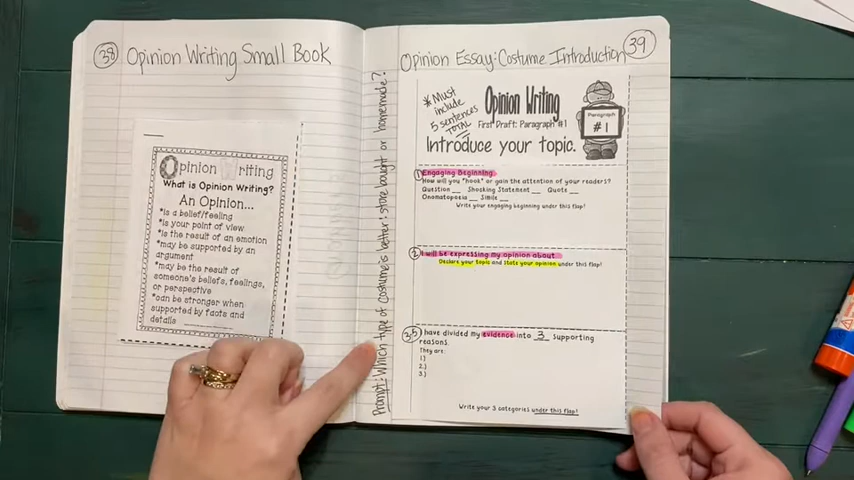 38
Opinion Writing Small Book
Opinion Writing
What is Opinion Writing?
An Opinion...
*is a belief/feeling
*is your point of view
*is the result of an emotion
*may be supported by an
argument
*may be the result of
someone's beliefs, feelings,
or perspective
*can be stronger when
supported by facts and
details
Prompt: Which type of costume is better: store bought or homemade?
Opinion Essay: Costume Introduction
39
*Must
include
5 sentences
TOTAL
Opinion Writing
First Draft: Paragraph #1
Introduce your topic.
Paragraph
#1
1 Engaging Beginning
How will you "hook" or gain the attention of your readers?
Question __ Shocking Statement __ Quote __
Onomatopoeia __ Simile __
Write your engaging beginning under this flap!
2 I will be expressing my opinion about
Declare your topic and state your opinion under this flap!
3-5 I have divided my evidence into 3 supporting
reasons.
They are:
1)
2)
3)
Write your 3 categories under this flap!